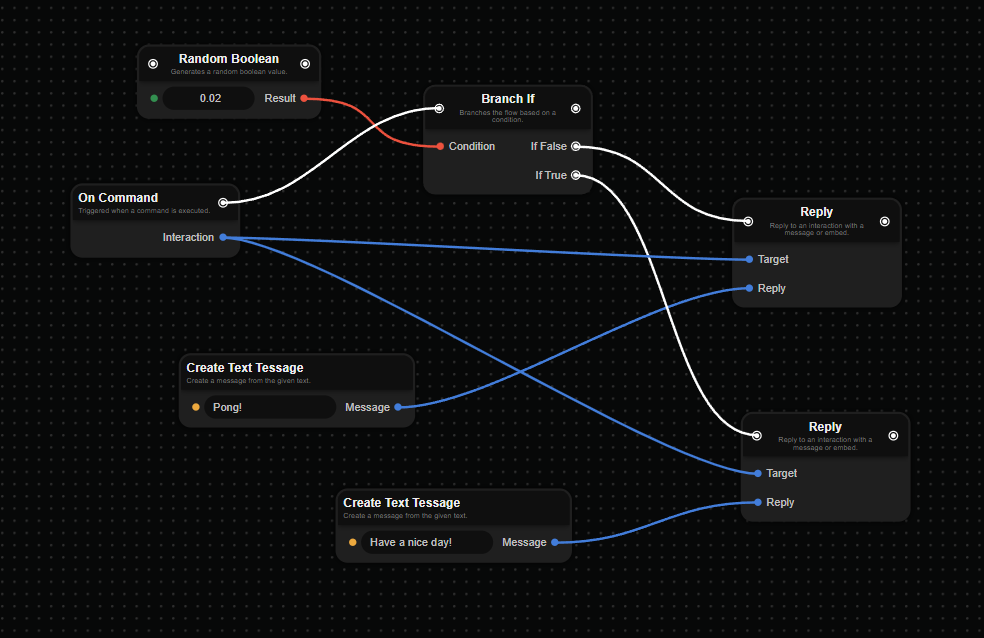 Random Boolean
Generates a random boolean value.
0.02
Result
Branch If
Branches the flow based on a
condition.
Condition
If False
If True
On Command
Triggered when a command is executed.
Interaction
Reply
Reply to an interaction with a
message or embed.
Target
Reply
Create Text Tessage
Create a message from the given text.
Pong!
Message
Reply
Reply to an interaction with a
message or embed.
Target
Reply
Create Text Tessage
Create a message from the given text.
Have a nice day!
Message